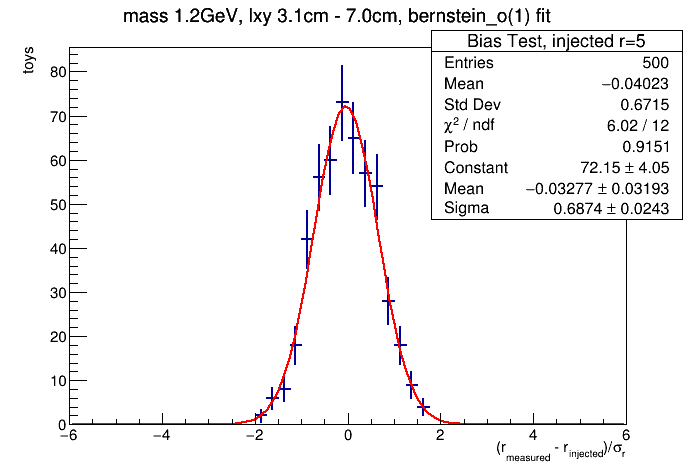 mass 1.2GeV, lxy 3.1cm - 7.0cm, bernstein_o(1) fit
toys
Bias Test, injected r=5
Entries 500
Mean −0.04023
Std Dev 0.6715
χ² / ndf 6.02 / 12
Prob 0.9151
Constant 72.15 ± 4.05
Mean −0.03277 ± 0.03193
Sigma 0.6874 ± 0.0243
80
70
60
50
40
30
20
10
0
−6 −4 −2 0 2 4 6
(r_measured - r_injected)/σ_r